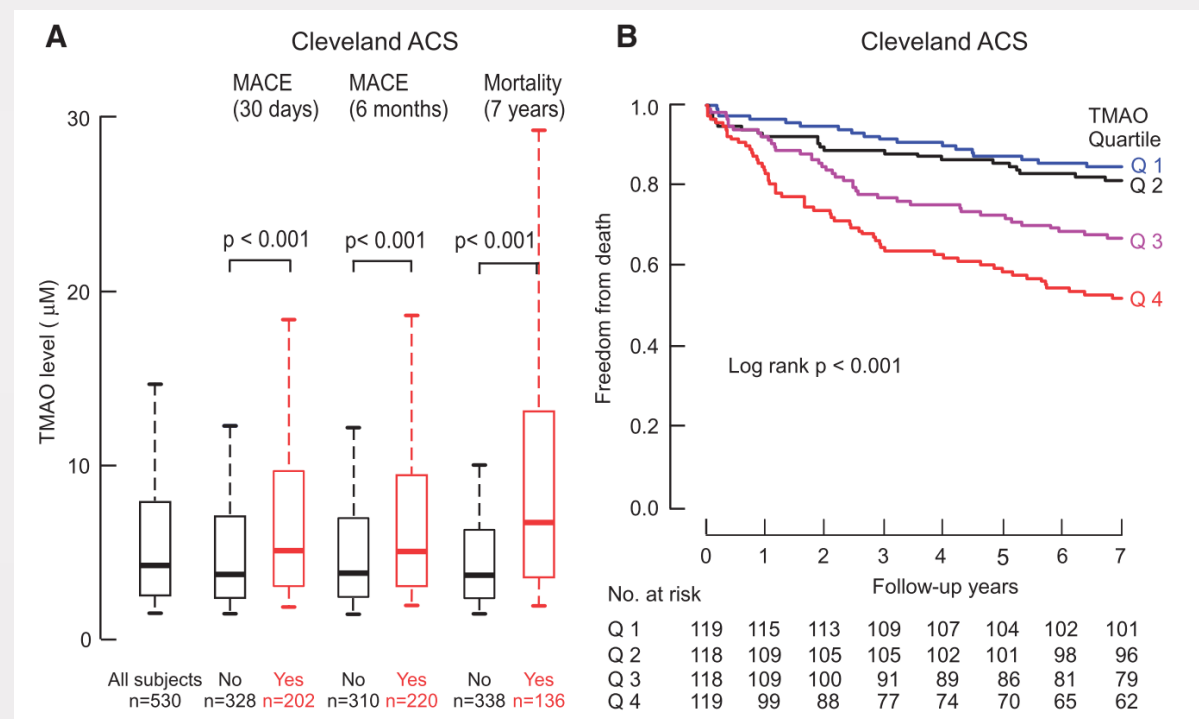 A
Cleveland ACS
MACE
(30 days)
MACE
(6 months)
Mortality
(7 years)
30
20
10
0
TMAO level ( μM)
p < 0.001
p < 0.001
p < 0.001
All subjects
n=530
No
n=328
Yes
n=202
No
n=310
Yes
n=220
No
n=338
Yes
n=136
B
Cleveland ACS
1.0
0.8
0.6
0.4
0.2
0.0
Freedom from death
TMAO
Quartile
Q 1
Q 2
Q 3
Q 4
Log rank p < 0.001
0 1 2 3 4 5 6 7
Follow-up years
No. at risk
Q 1 119 115 113 109 107 104 102 101
Q 2 118 109 105 105 102 101 98 96
Q 3 118 109 100 91 89 86 81 79
Q 4 119 99 88 77 74 70 65 62